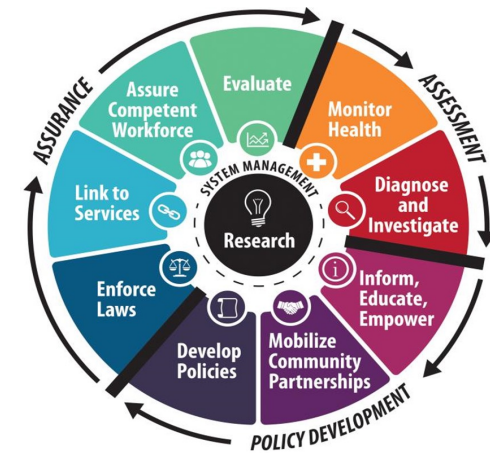 ASSURANCE
ASSESSMENT
POLICY DEVELOPMENT
Evaluate
Monitor
Health
Diagnose
and
Investigate
Inform,
Educate,
Empower
Mobilize
Community
Partnerships
Develop
Policies
Enforce
Laws
Link to
Services
Assure
Competent
Workforce
SYSTEM MANAGEMENT
Research